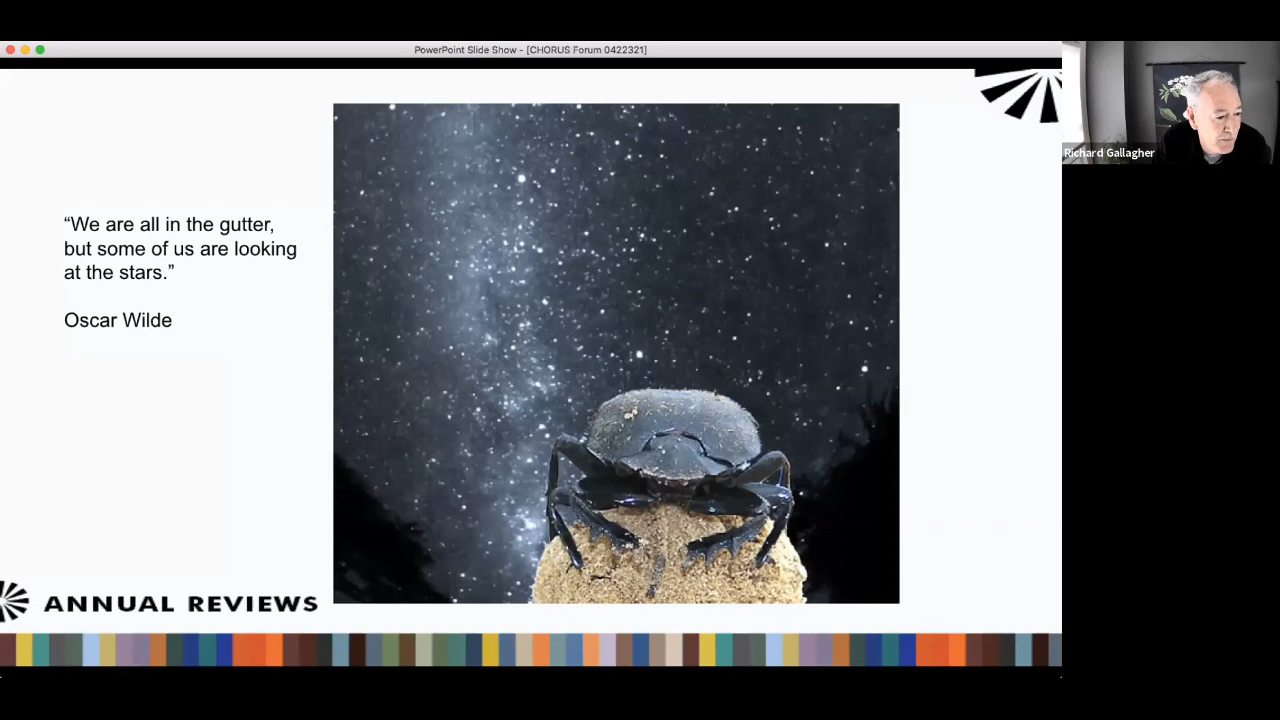 PowerPoint Slide Show - [CHORUS Forum 0422321]
Richard Gallagher
“We are all in the gutter,
but some of us are looking
at the stars.”
Oscar Wilde
ANNUAL REVIEWS